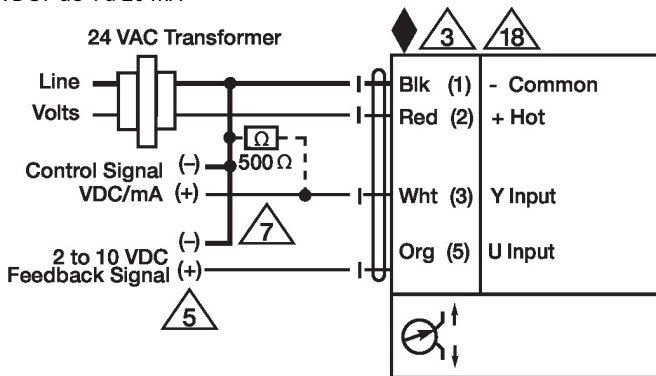 24 VAC Transformer
Line
Volts
Control Signal (–)
VDC/mA (+)
500 Ω
Ω
(–)
2 to 10 VDC
Feedback Signal (+)
7
5
3
18
Blk (1) - Common
Red (2) + Hot
Wht (3) Y Input
Org (5) U Input